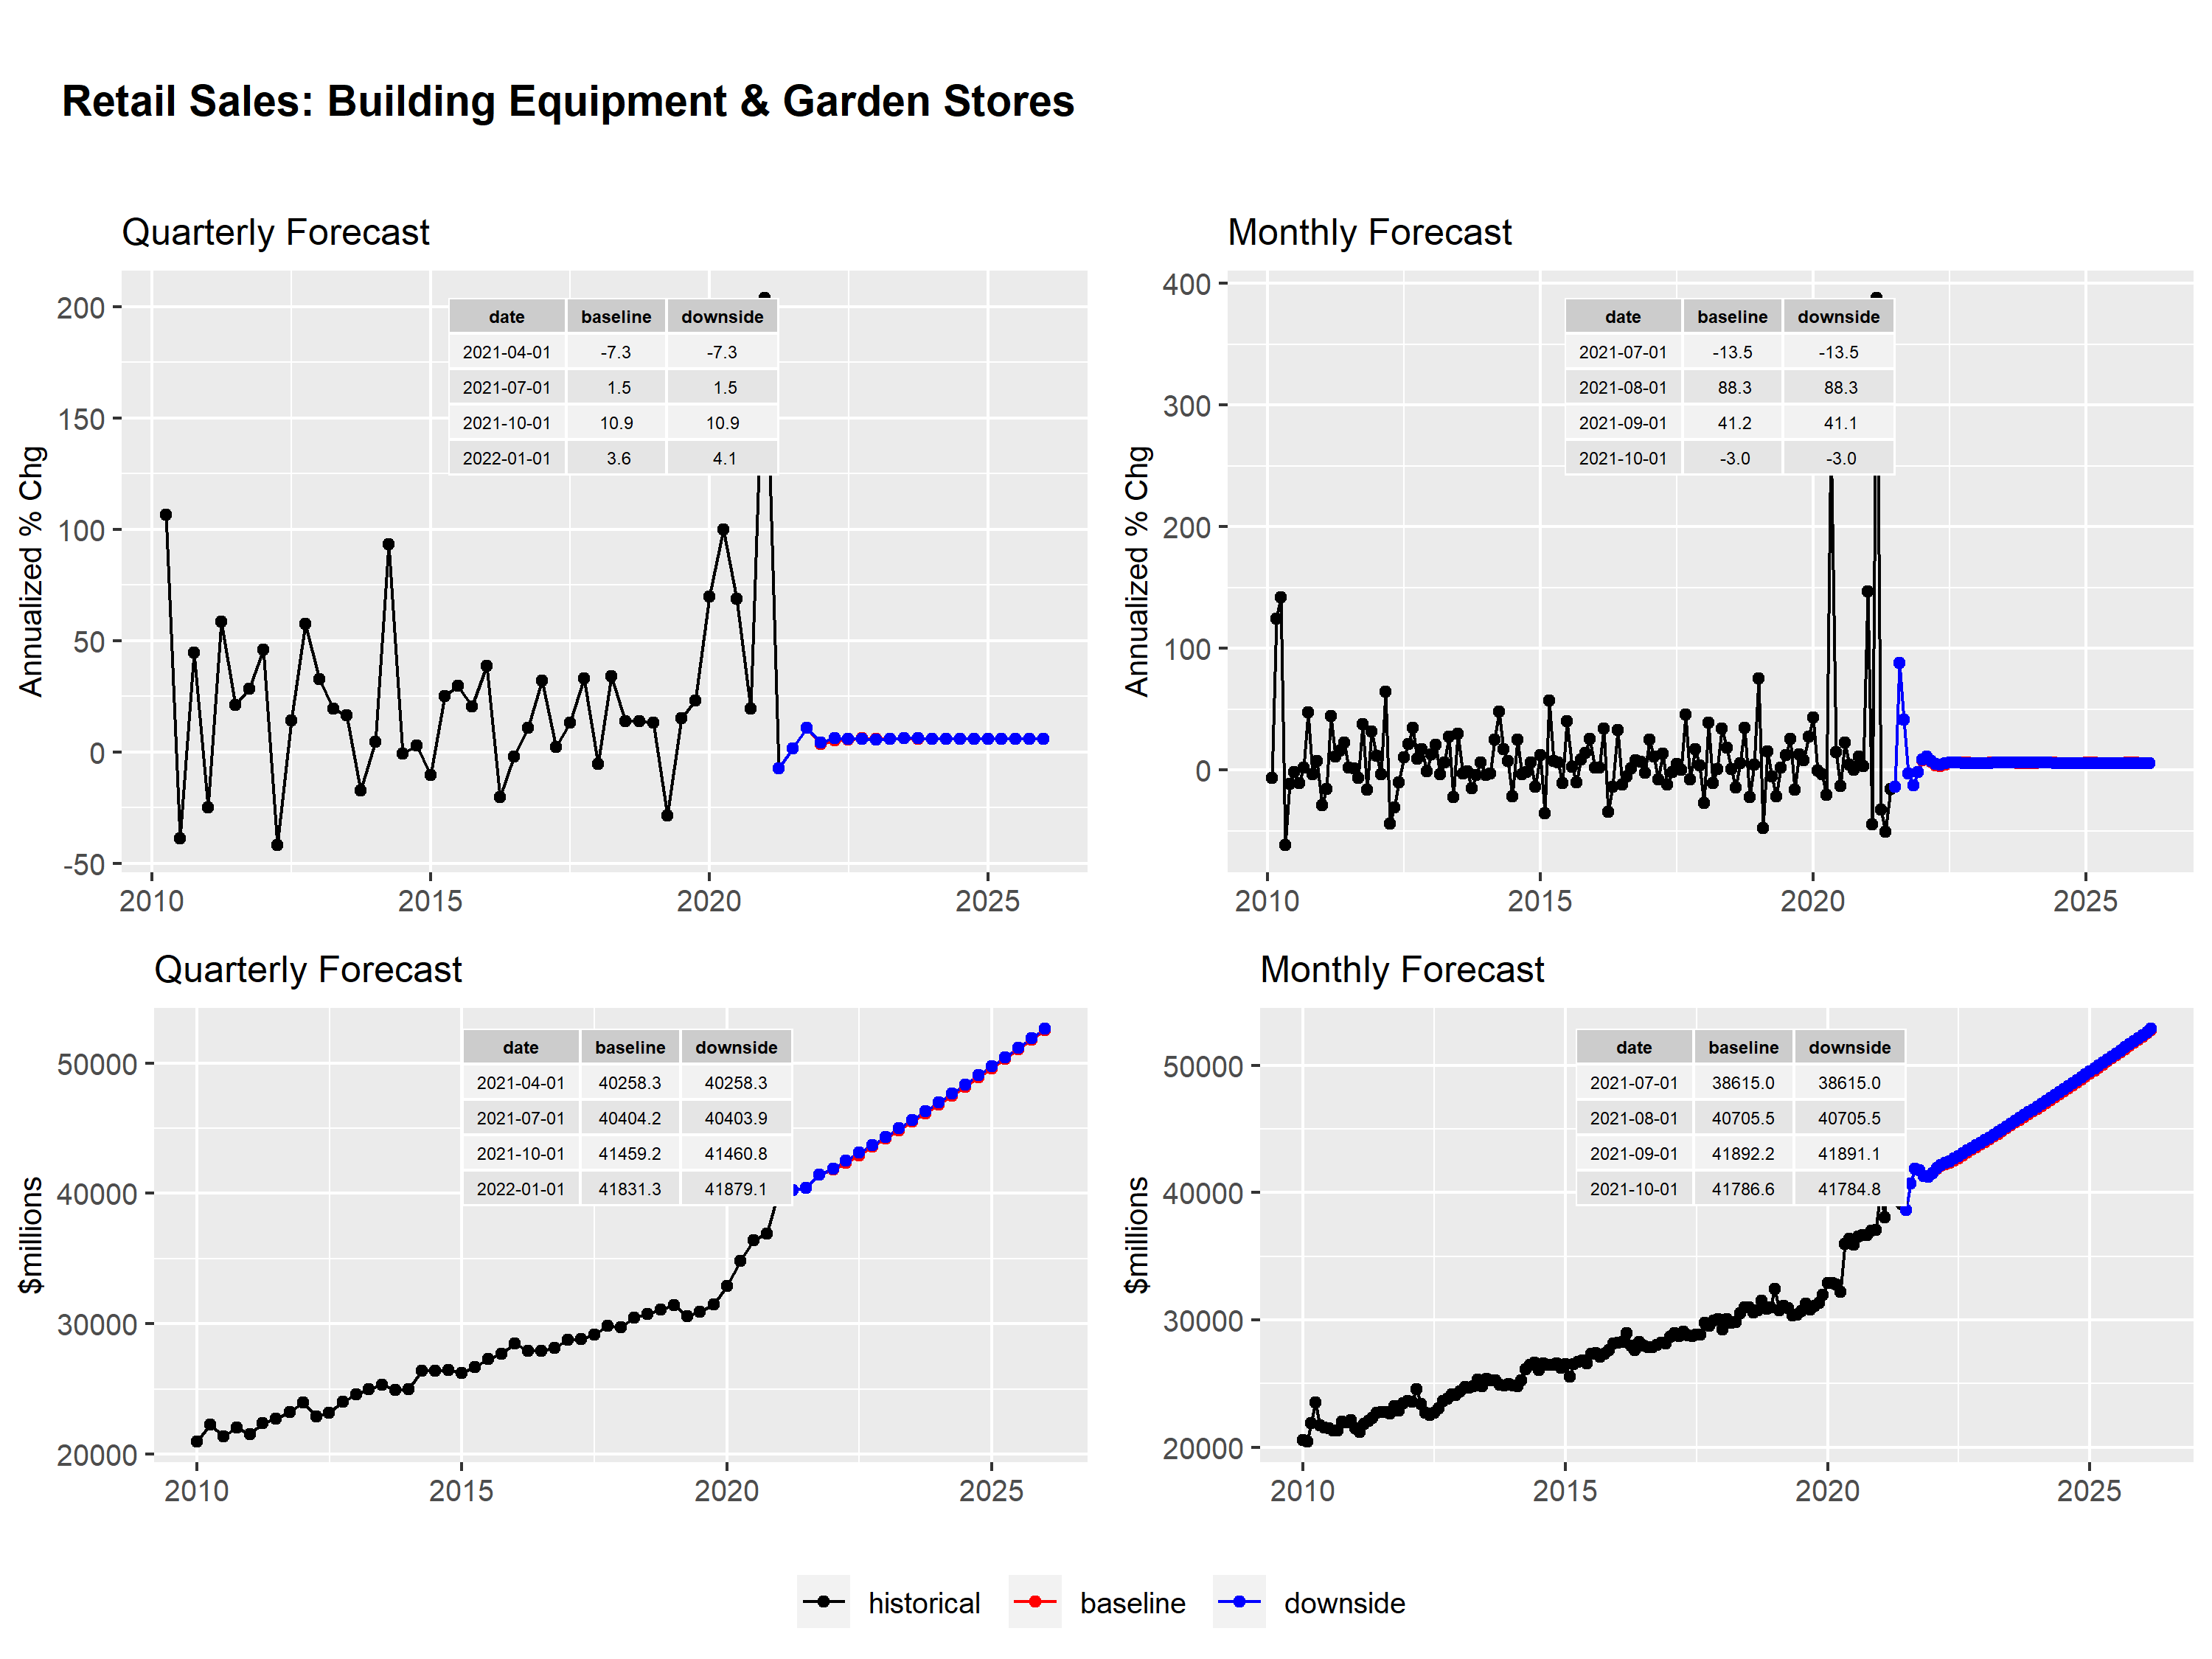 Retail Sales: Building Equipment & Garden Stores
Quarterly Forecast
Annualized % Chg
200
150
100
50
0
-50
2010 2015 2020 2025
date baseline downside
2021-04-01 -7.3 -7.3
2021-07-01 1.5 1.5
2021-10-01 10.9 10.9
2022-01-01 3.6 4.1
Monthly Forecast
Annualized % Chg
400
300
200
100
0
2010 2015 2020 2025
date baseline downside
2021-07-01 -13.5 -13.5
2021-08-01 88.3 88.3
2021-09-01 41.2 41.1
2021-10-01 -3.0 -3.0
Quarterly Forecast
$millions
50000
40000
30000
20000
2010 2015 2020 2025
date baseline downside
2021-04-01 40258.3 40258.3
2021-07-01 40404.2 40403.9
2021-10-01 41459.2 41460.8
2022-01-01 41831.3 41879.1
Monthly Forecast
$millions
50000
40000
30000
20000
2010 2015 2020 2025
date baseline downside
2021-07-01 38615.0 38615.0
2021-08-01 40705.5 40705.5
2021-09-01 41892.2 41891.1
2021-10-01 41786.6 41784.8
historical baseline downside